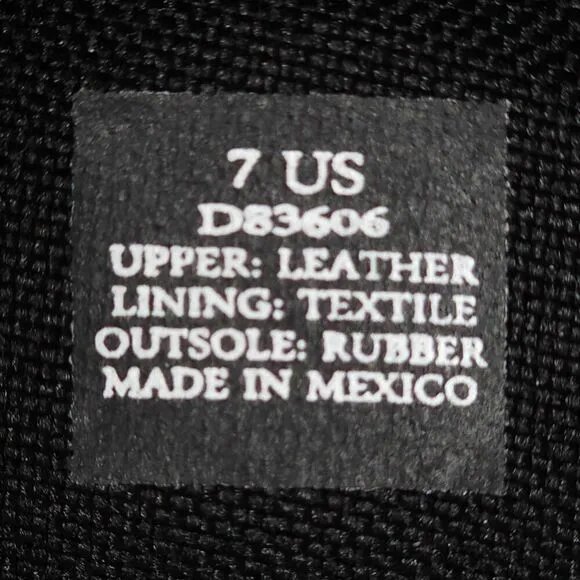 7 US
D83606
UPPER: LEATHER
LINING: TEXTILE
OUTSOLE: RUBBER
MADE IN MEXICO